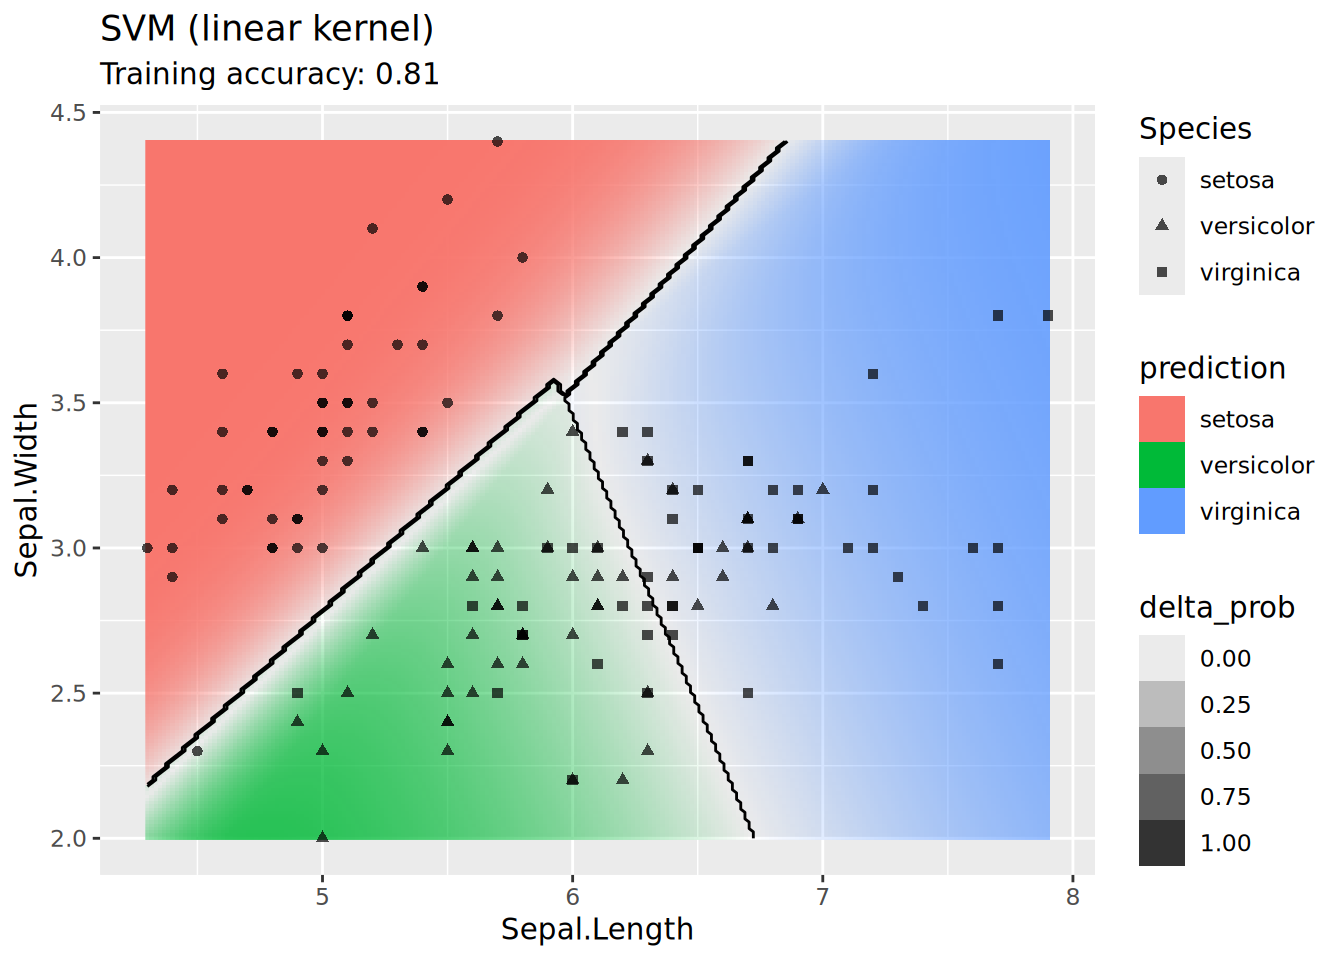 SVM (linear kernel)
Training accuracy: 0.81
4.5
4.0
3.5
3.0
2.5
2.0
Sepal.Width
5
6
7
8
Sepal.Length
Species
setosa
versicolor
virginica
prediction
setosa
versicolor
virginica
delta_prob
0.00
0.25
0.50
0.75
1.00